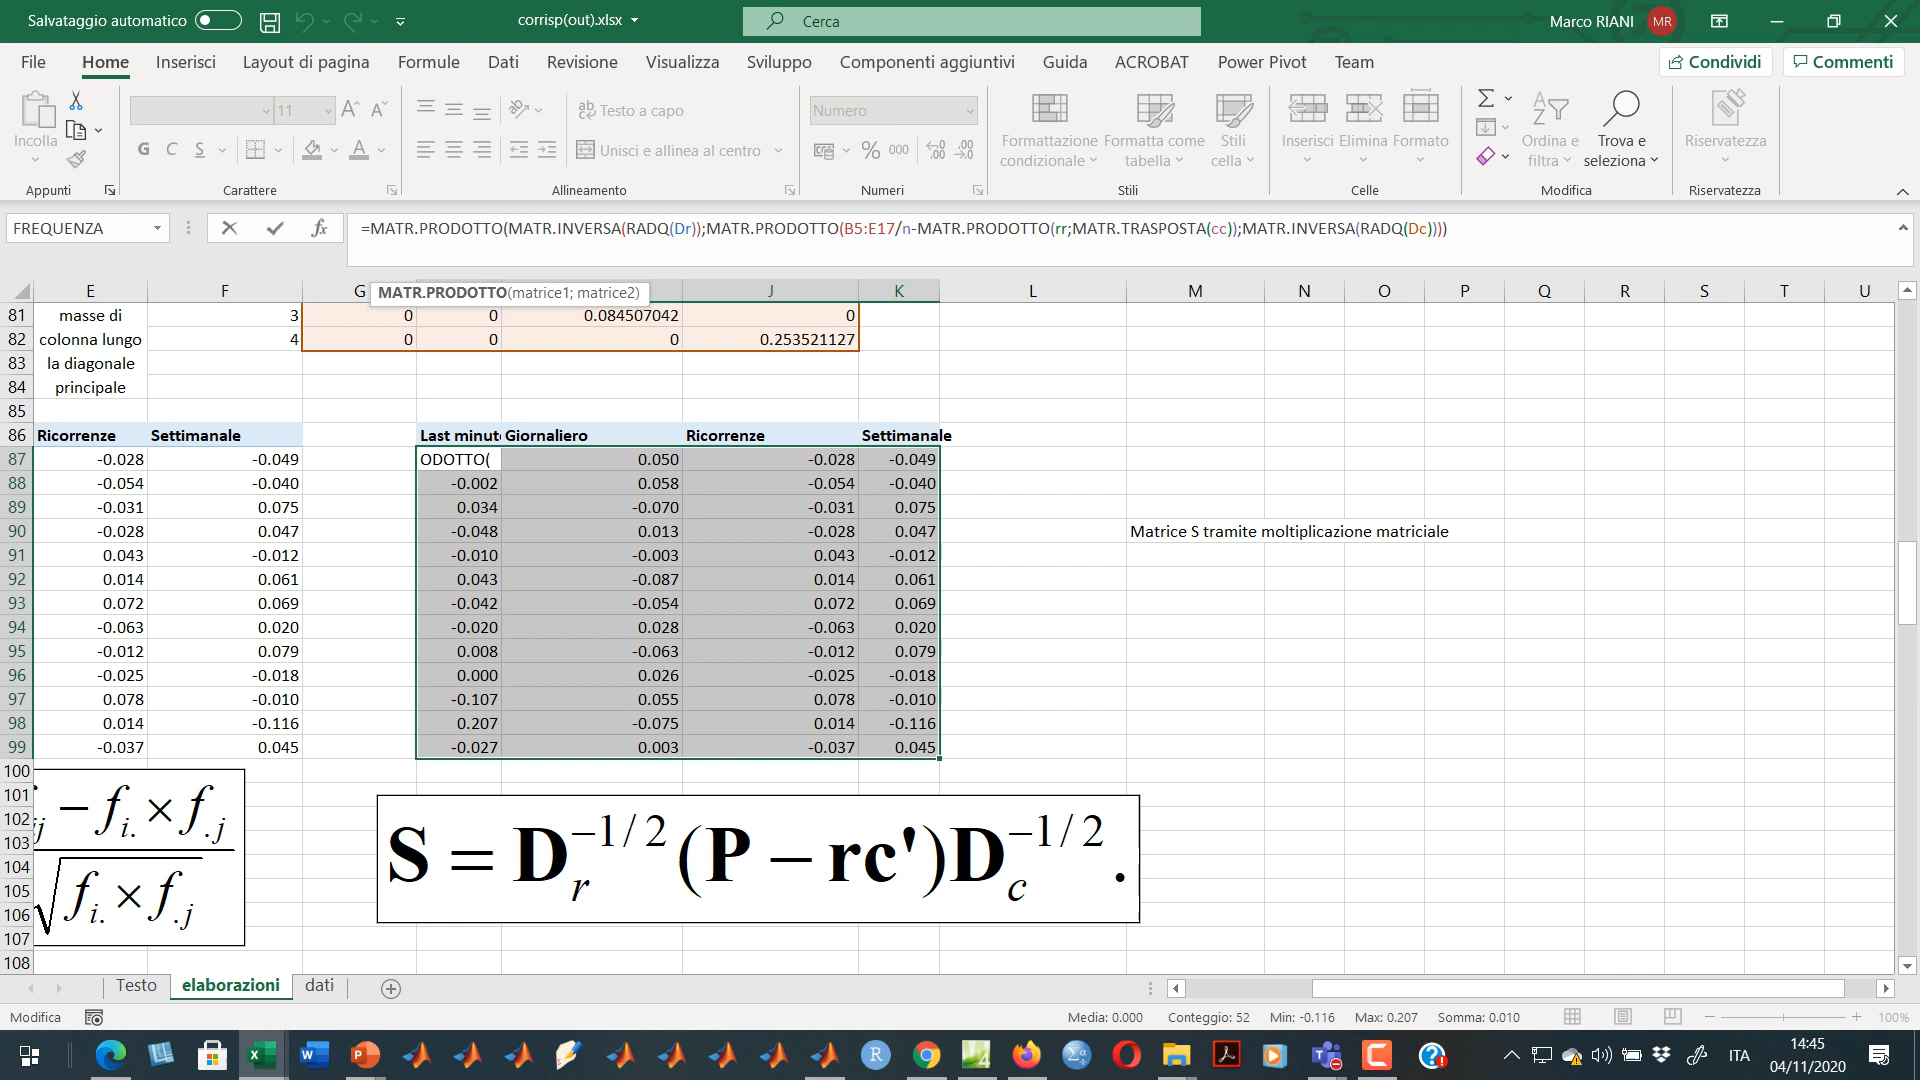 Salvataggio automatico corrisp(out).xlsx Cerca Marco RIANI MR
File Home Inserisci Layout di pagina Formule Dati Revisione Visualizza Sviluppo Componenti aggiuntivi Guida ACROBAT Power Pivot Team Condividi Commenti
Incolla 11 Testo a capo Numero Formattazione condizionale Formatta come tabella Stili cella Inserisci Elimina Formato Ordina e filtra Trova e seleziona Riservatezza
G C S Unisci e allinea al centro % 000
Appunti Carattere Allineamento Numeri Stili Celle Modifica Riservatezza
FREQUENZA fx =MATR.PRODOTTO(MATR.INVERSA(RADQ(Dr));MATR.PRODOTTO(B5:E17/n-MATR.PRODOTTO(rr;MATR.TRASPOSTA(cc));MATR.INVERSA(RADQ(Dc))))
MATR.PRODOTTO(matrice1; matrice2)
E F G J K L M N O P Q R S T U
81 masse di 3 0 0 0.084507042 0
82 colonna lungo 4 0 0 0 0.253521127
83 la diagonale
84 principale
85
86 Ricorrenze Settimanale Last minut Giornaliero Ricorrenze Settimanale
87 -0.028 -0.049 ODOTTO( 0.050 -0.028 -0.049
88 -0.054 -0.040 -0.002 0.058 -0.054 -0.040
89 -0.031 0.075 0.034 -0.070 -0.031 0.075
90 -0.028 0.047 -0.048 0.013 -0.028 0.047 Matrice S tramite moltiplicazione matriciale
91 0.043 -0.012 -0.010 -0.003 0.043 -0.012
92 0.014 0.061 0.043 -0.087 0.014 0.061
93 0.072 0.069 -0.042 -0.054 0.072 0.069
94 -0.063 0.020 -0.020 0.028 -0.063 0.020
95 -0.012 0.079 0.008 -0.063 -0.012 0.079
96 -0.025 -0.018 0.000 0.026 -0.025 -0.018
97 0.078 -0.010 -0.107 0.055 0.078 -0.010
98 0.014 -0.116 0.207 -0.075 0.014 -0.116
99 -0.037 0.045 -0.027 0.003 -0.037 0.045
100
101
102
103
104
105
106
107
108
ij − f i. × f .j
√ f i. × f .j
S = D r −1/2 (P − rc')D c −1/2 .
Testo elaborazioni dati
Modifica Media: 0.000 Conteggio: 52 Min: -0.116 Max: 0.207 Somma: 0.010 100%
ITA 14:45
04/11/2020